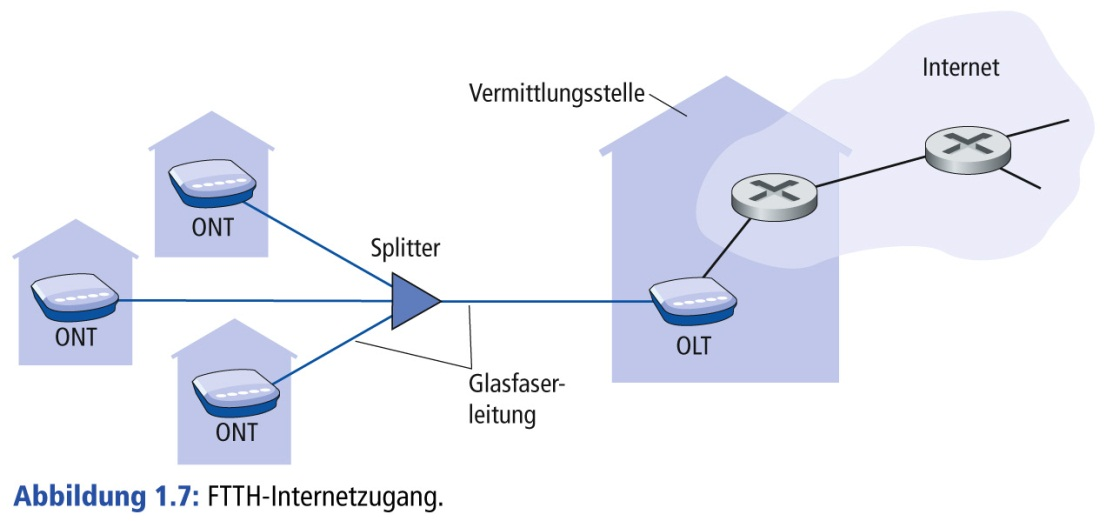 Internet
Vermittlungsstelle
ONT
Splitter
ONT
OLT
Glasfaser-
leitung
ONT
Abbildung 1.7: FTTH-Internetzugang.